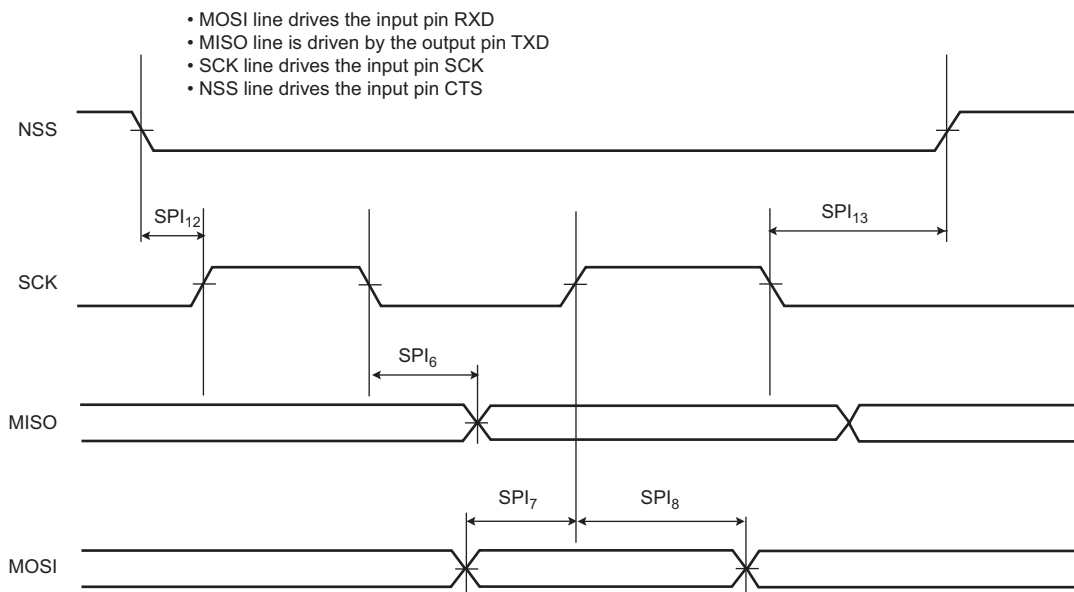 • MOSI line drives the input pin RXD
• MISO line is driven by the output pin TXD
• SCK line drives the input pin SCK
• NSS line drives the input pin CTS
NSS
SPI12
SPI13
SCK
SPI6
MISO
SPI7
SPI8
MOSI